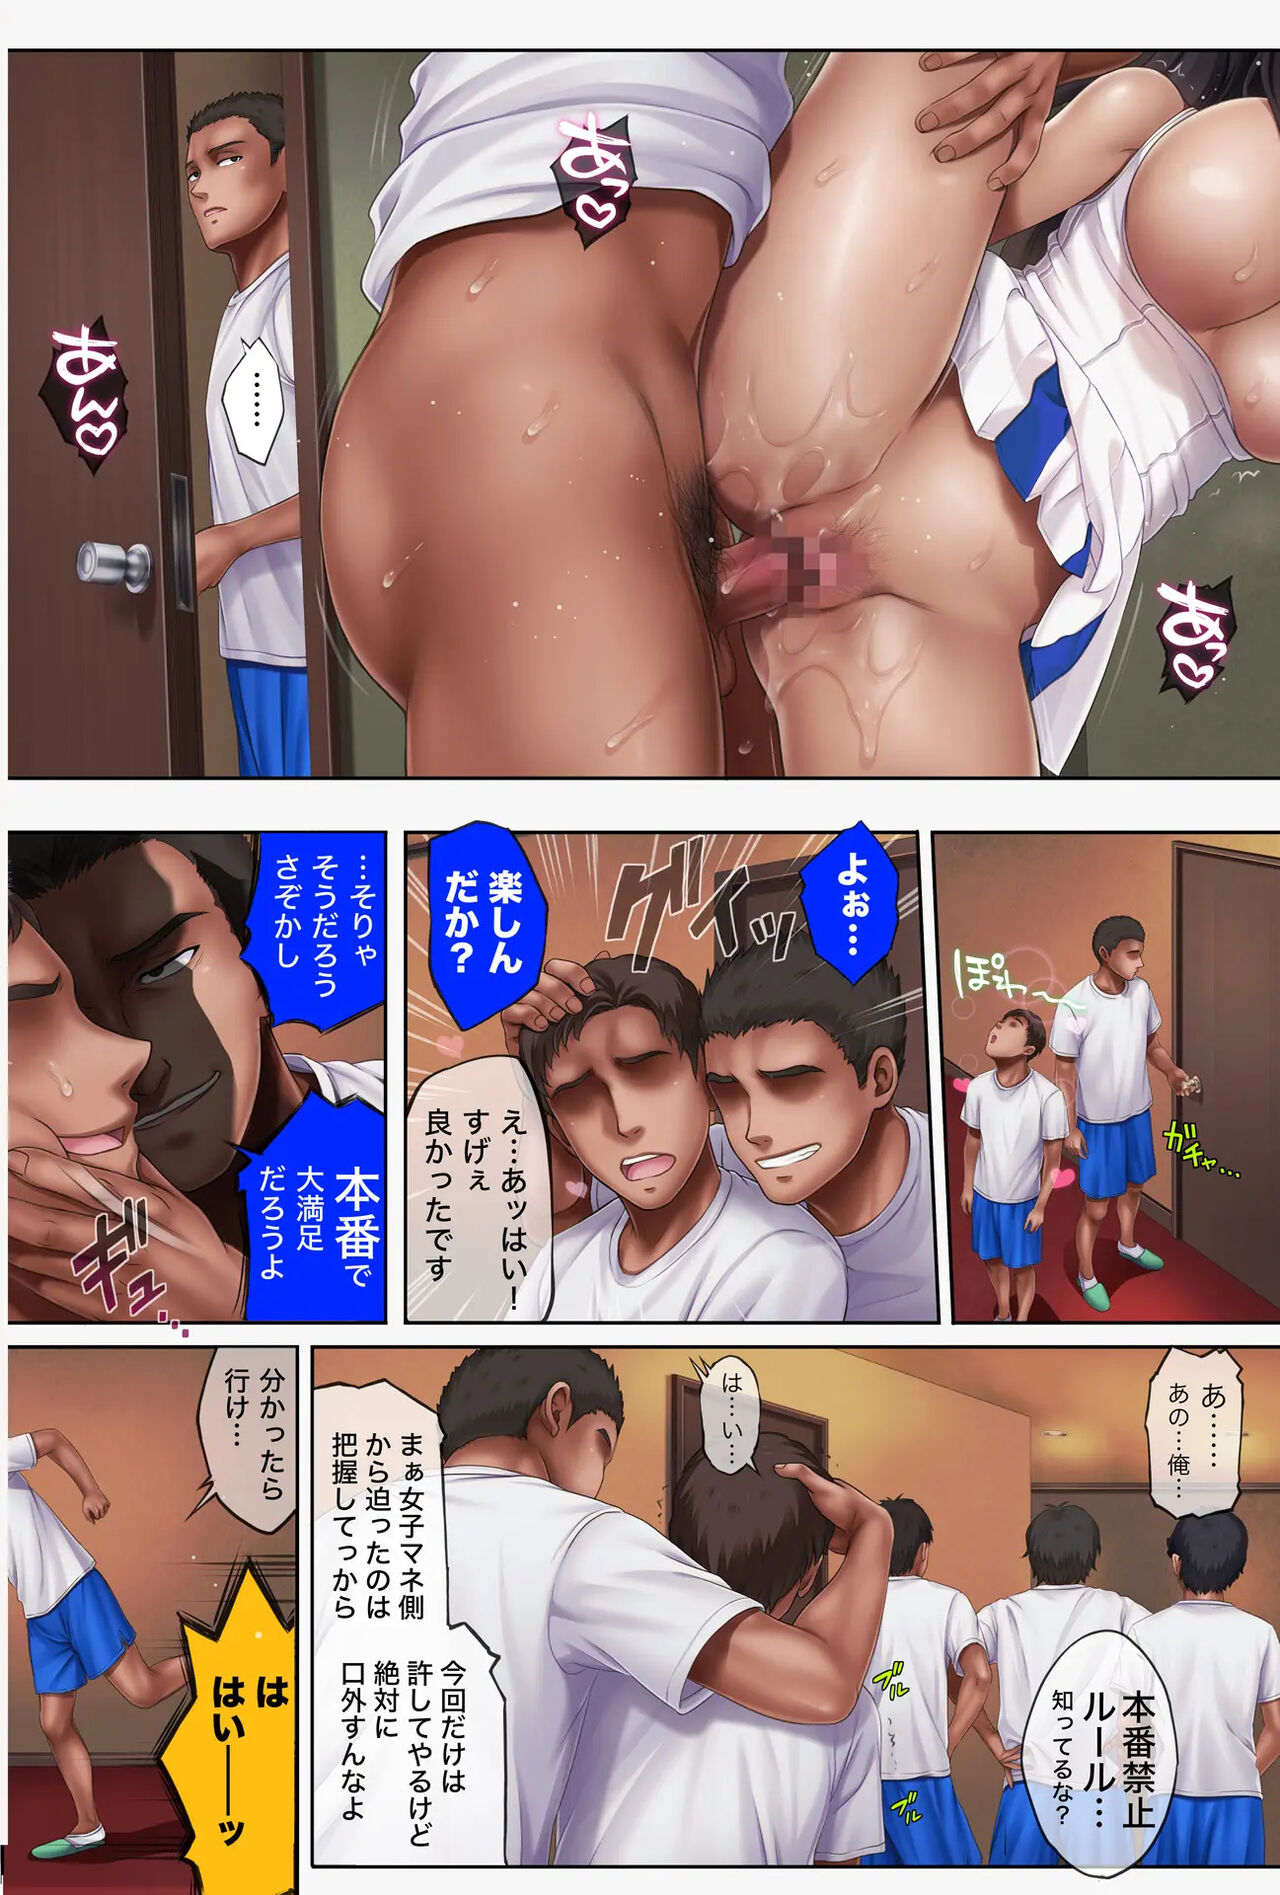 あっ♡
あっ♡
……
あん♡
ぽわ〜
ガチャ…
よぉ…
グイッ
楽しん
だか?
え…あッはい!
すげぇ
良かったです
…そりゃ
そうだろう
さぞかし
本番で
大満足
だろうよ
ギュ…
あ……
あの…俺…
本番禁止
ルール…
知ってるな?
ブル
ブル
は…い…
まぁ女子マネ側
から迫ったのは
把握してっから
今回だけは
許してやるけど
絶対に
口外すんなよ
分かったら
行け…
は
はい――ッ